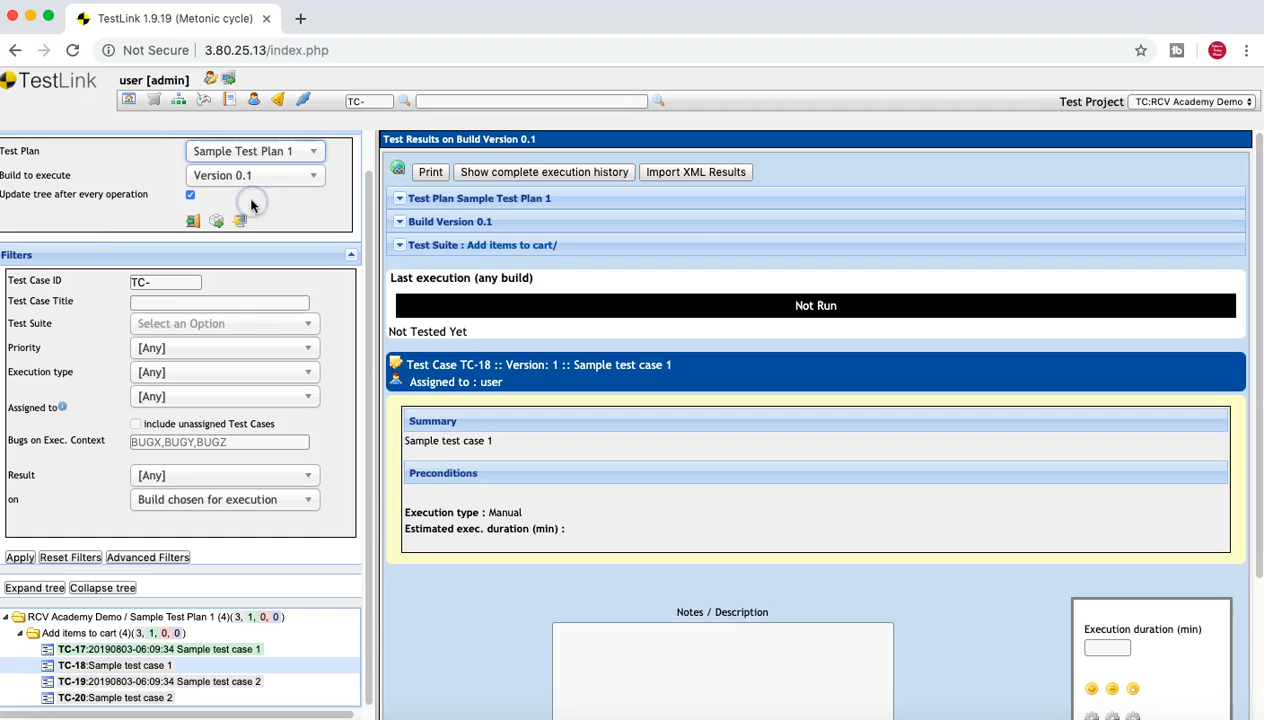 TestLink 1.9.19 (Metonic cycle)
Not Secure 3.80.25.13/index.php
TestLink user [admin]
TC-
Test Project TC:RCV Academy Demo
Test Plan Sample Test Plan 1
Build to execute Version 0.1
Update tree after every operation
Filters
Test Case ID TC-
Test Case Title
Test Suite Select an Option
Priority [Any]
Execution type [Any]
[Any]
Assigned to
include unassigned Test Cases
Bugs on Exec. Context BUGX,BUGY,BUGZ
Result [Any]
on Build chosen for execution
Apply Reset Filters Advanced Filters
Expand tree Collapse tree
RCV Academy Demo / Sample Test Plan 1 (4)(3, 1, 0, 0)
Add items to cart (4)(3, 1, 0, 0)
TC-17:20190803-06:09:34 Sample test case 1
TC-18:Sample test case 1
TC-19:20190803-06:09:34 Sample test case 2
TC-20:Sample test case 2
Test Results on Build Version 0.1
Print Show complete execution history Import XML Results
Test Plan Sample Test Plan 1
Build Version 0.1
Test Suite : Add items to cart/
Last execution (any build)
Not Run
Not Tested Yet
Test Case TC-18 :: Version: 1 :: Sample test case 1
Assigned to : user
Summary
Sample test case 1
Preconditions
Execution type : Manual
Estimated exec. duration (min) :
Notes / Description
Execution duration (min)